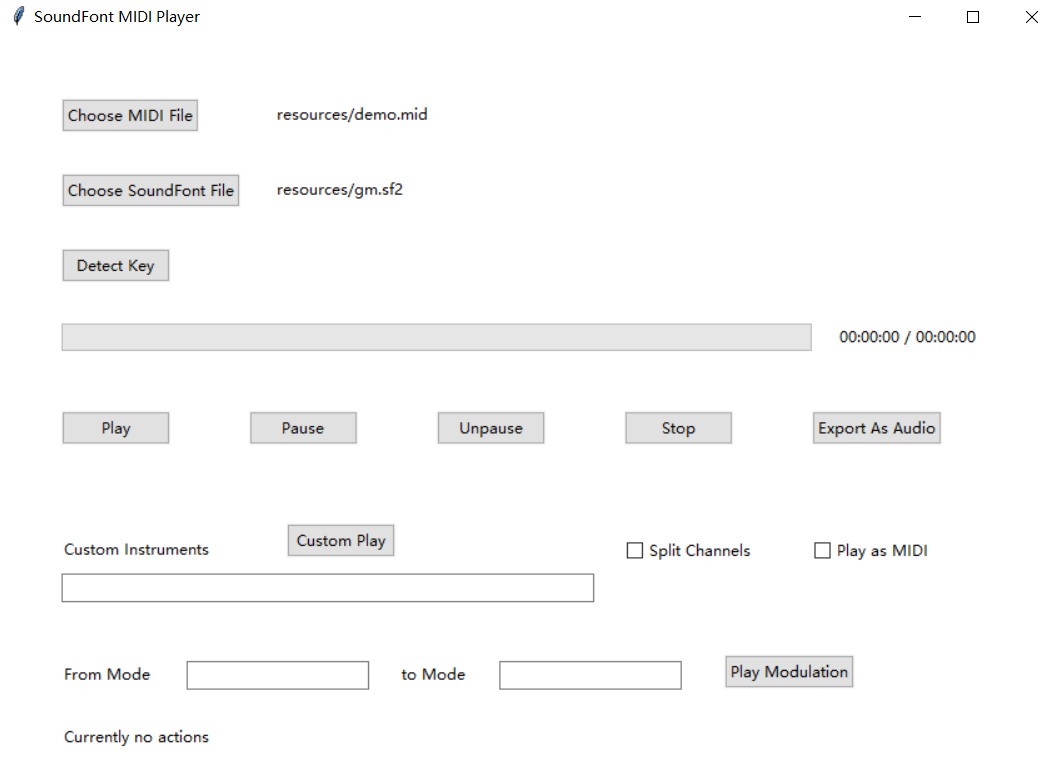 SoundFont MIDI Player
Choose MIDI File resources/demo.mid
Choose SoundFont File resources/gm.sf2
Detect Key
00:00:00 / 00:00:00
Play Pause Unpause Stop Export As Audio
Custom Instruments Custom Play Split Channels Play as MIDI
From Mode to Mode Play Modulation
Currently no actions